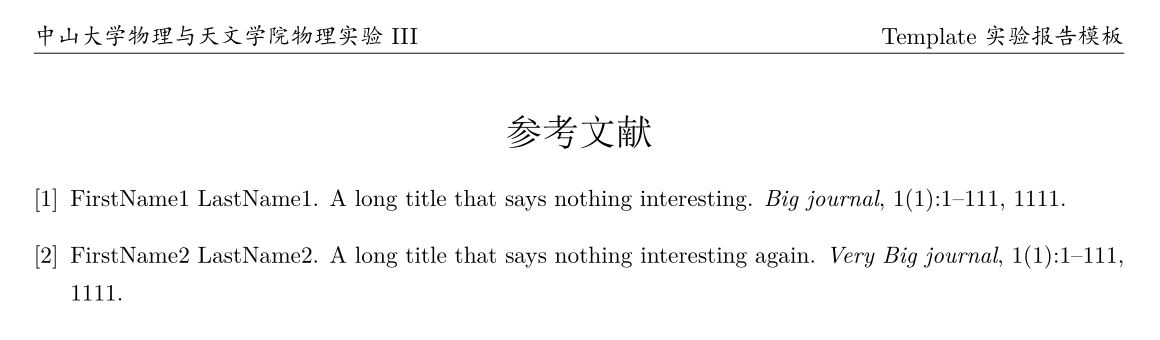 中山大学物理与天文学院物理实验 III
Template 实验报告模板
参考文献
[1] FirstName1 LastName1. A long title that says nothing interesting. Big journal, 1(1):1–111, 1111.
[2] FirstName2 LastName2. A long title that says nothing interesting again. Very Big journal, 1(1):1–111,
1111.